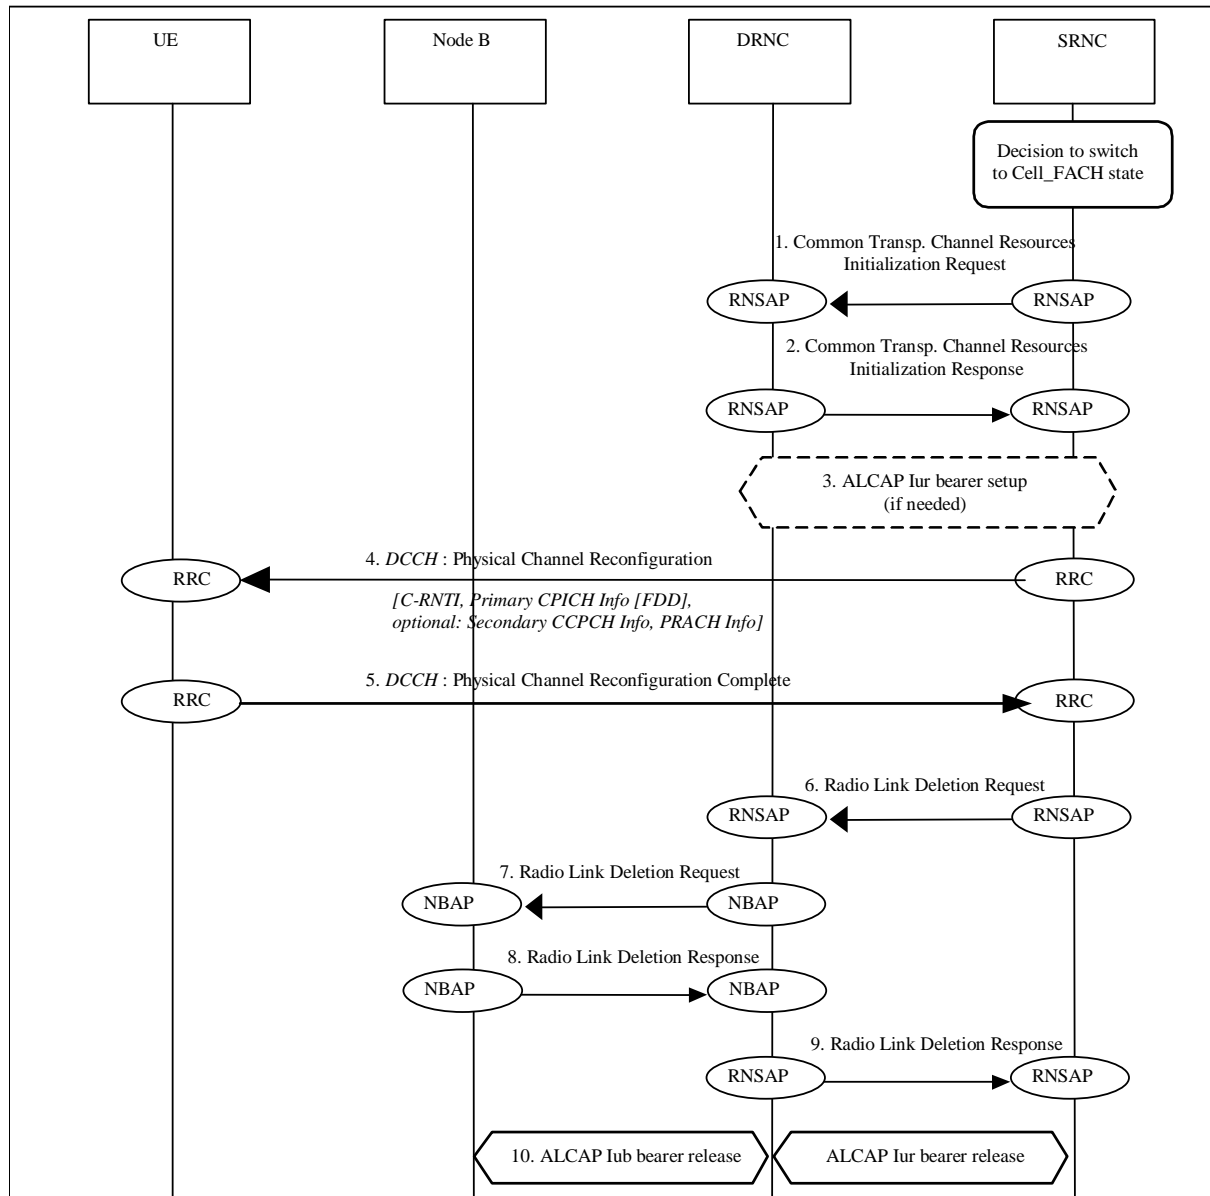 UE
Node B
DRNC
SRNC
Decision to switch
to Cell_FACH state
1. Common Transp. Channel Resources
Initialization Request
RNSAP
RNSAP
2. Common Transp. Channel Resources
Initialization Response
RNSAP
RNSAP
3. ALCAP Iur bearer setup
(if needed)
4. DCCH : Physical Channel Reconfiguration
RRC
RRC
[C-RNTI, Primary CPICH Info [FDD],
optional: Secondary CCPCH Info, PRACH Info]
5. DCCH : Physical Channel Reconfiguration Complete
RRC
RRC
6. Radio Link Deletion Request
RNSAP
RNSAP
7. Radio Link Deletion Request
NBAP
NBAP
8. Radio Link Deletion Response
NBAP
NBAP
9. Radio Link Deletion Response
RNSAP
RNSAP
10. ALCAP Iub bearer release
ALCAP Iur bearer release